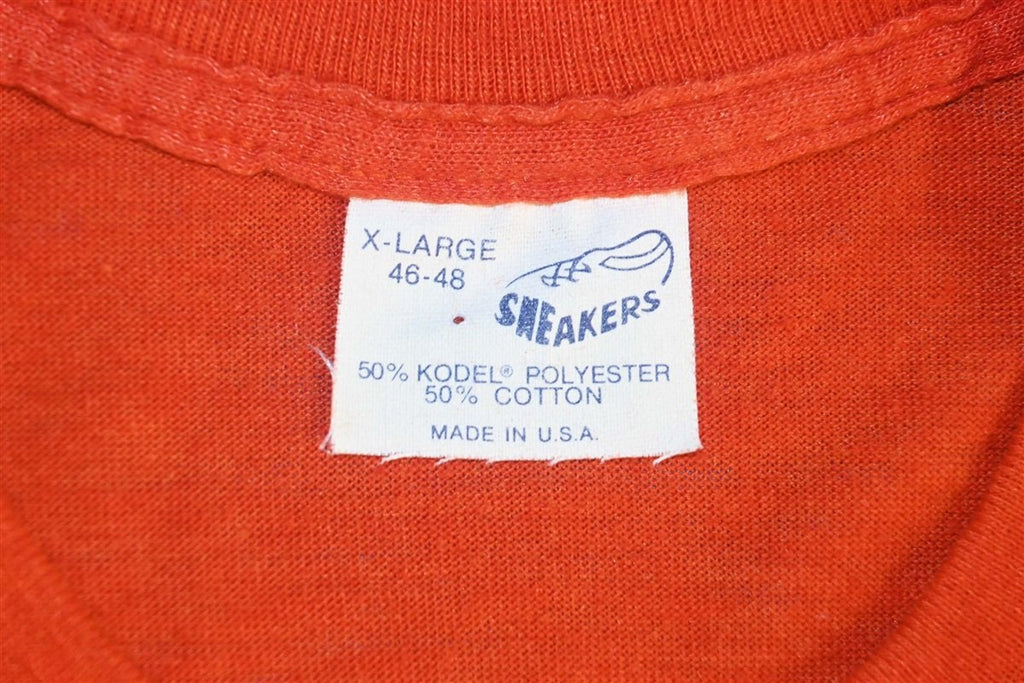 X-LARGE
46-48
SNEAKERS
50% KODEL® POLYESTER
50% COTTON
MADE IN U.S.A.